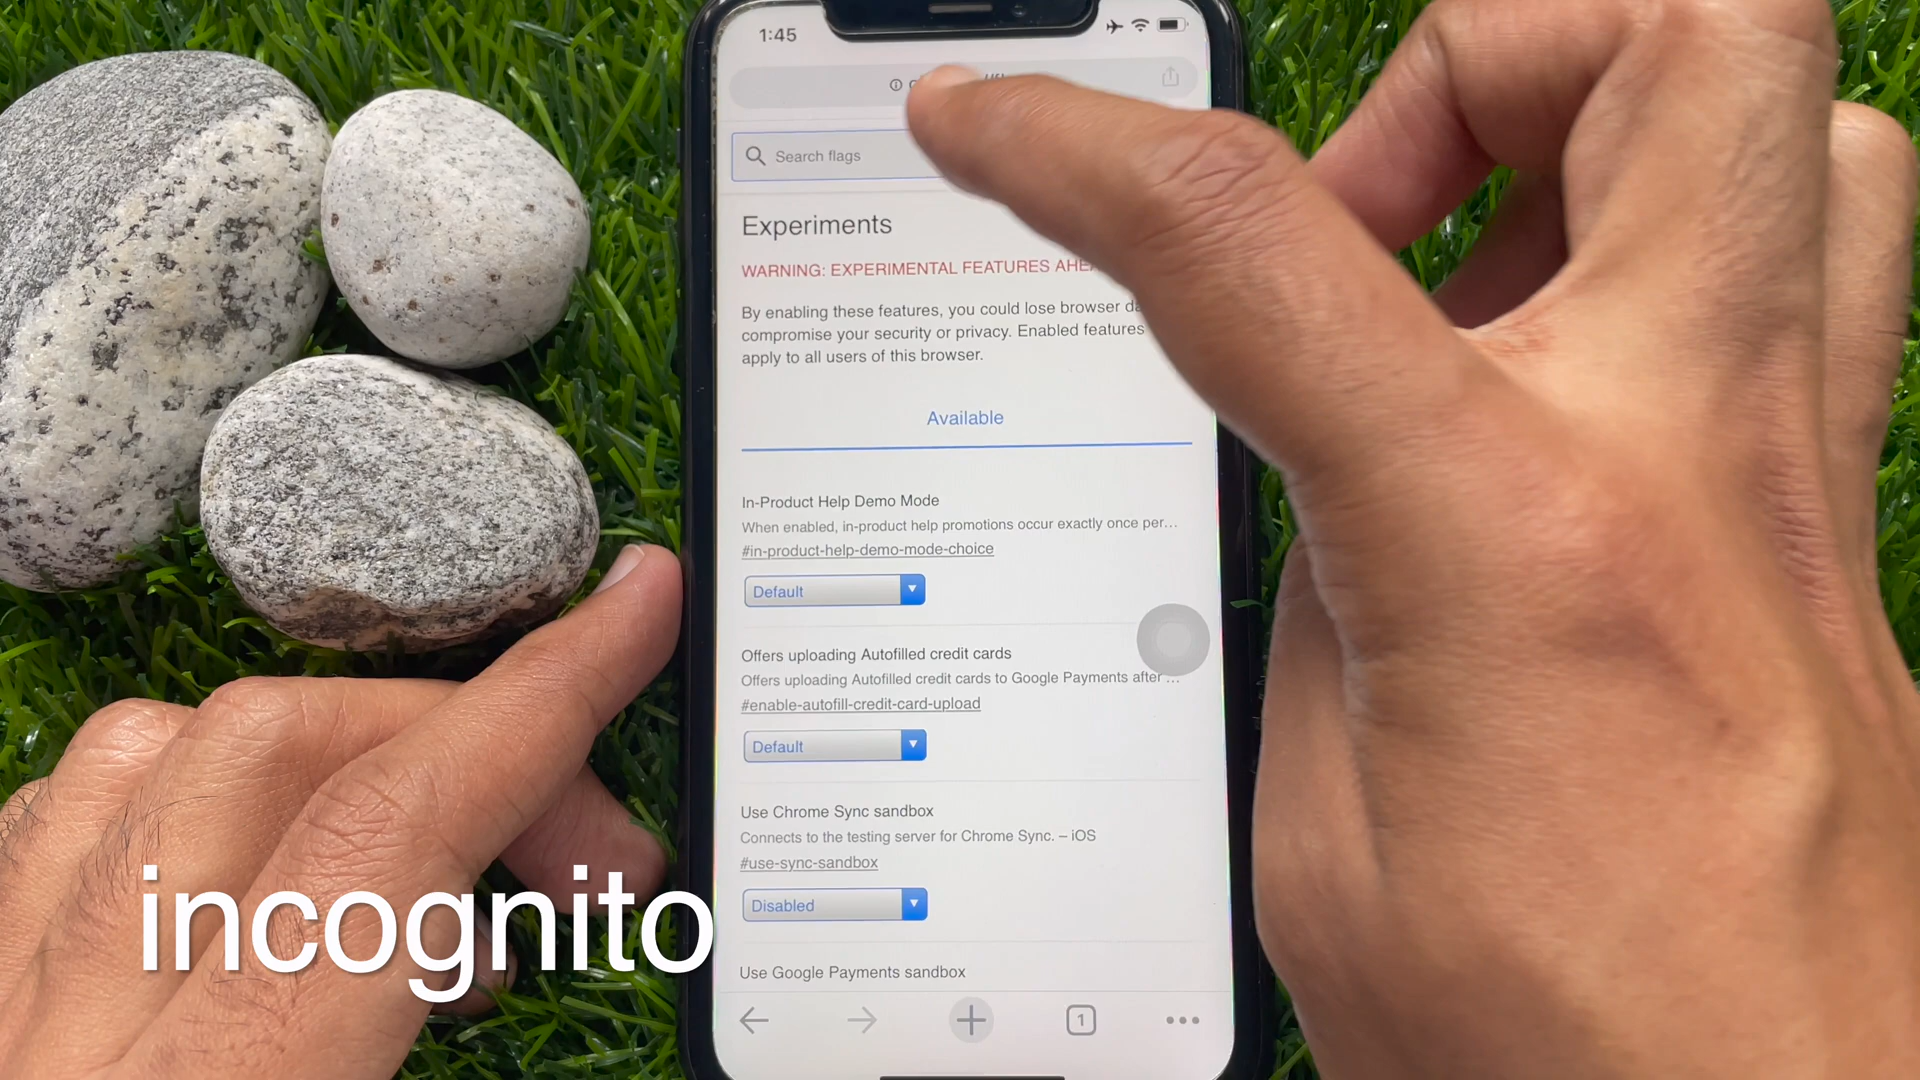 1:45
Search flags
Experiments
WARNING: EXPERIMENTAL FEATURES
By enabling these features, you could lose browser
compromise your security or privacy. Enabled features
apply to all users of this browser.
Available
In-Product Help Demo Mode
When enabled, in-product help promotions occur exactly once per...
#in-product-help-demo-mode-choice
Default
Offers uploading Autofilled credit cards
Offers uploading Autofilled credit cards to Google Payments after ...
#enable-autofill-credit-card-upload
Default
Use Chrome Sync sandbox
Connects to the testing server for Chrome Sync. – iOS
#use-sync-sandbox
Disabled
incognito
Use Google Payments sandbox
1